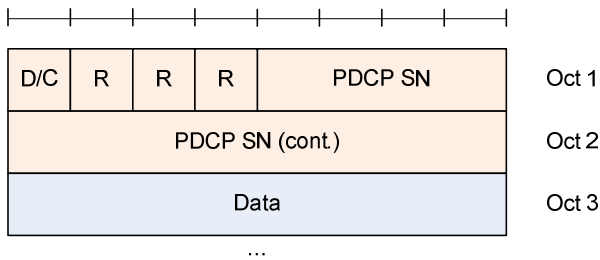 D/C R R R PDCP SN Oct 1
PDCP SN (cont.) Oct 2
Data Oct 3
...